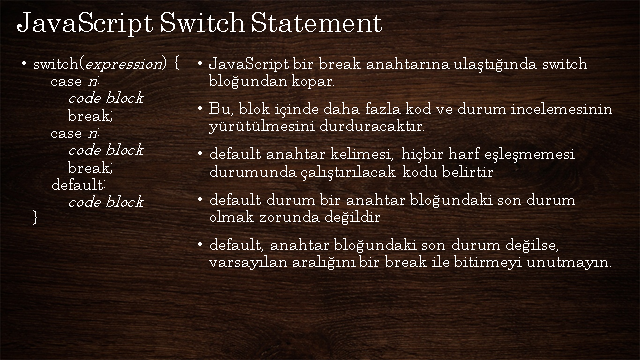 JavaScript Switch Statement
• switch(expression) {
case n:
code block
break;
case n:
code block
break;
default:
code block
}
• JavaScript bir break anahtarına ulaştığında switch
bloğundan kopar.
• Bu, blok içinde daha fazla kod ve durum incelemesinin
yürütülmesini durduracaktır.
• default anahtar kelimesi, hiçbir harf eşleşmemesi
durumunda çalıştırılacak kodu belirtir
• default durum bir anahtar bloğundaki son durum
olmak zorunda değildir
• default, anahtar bloğundaki son durum değilse,
varsayılan aralığını bir break ile bitirmeyi unutmayın.